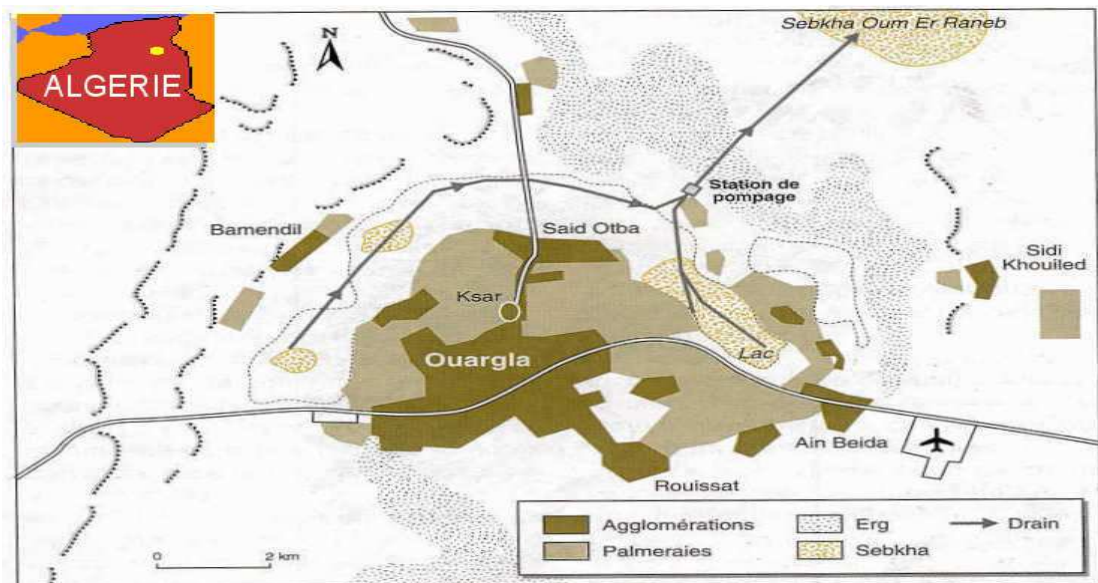 ALGERIE
N
Sebkha Oum Er Raneb
Station de
pompage
Bamendil
Said Otba
Sidi
Khouiled
Ksar
Ouargla
Lac
Ain Beida
Rouissat
Agglomérations
Erg
Drain
Palmeraies
Sebkha
0
2 km